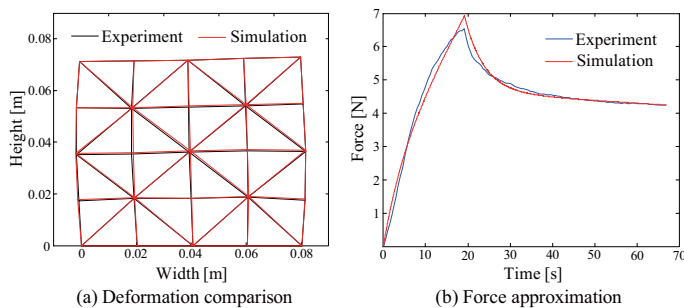 0.08
0.06
0.04
0.02
0
Height [m]
Experiment
Simulation
0 0.02 0.04 0.06 0.08
Width [m]
(a) Deformation comparison
7
6
5
4
3
2
1
Force [N]
Experiment
Simulation
0 10 20 30 40 50 60 70
Time [s]
(b) Force approximation